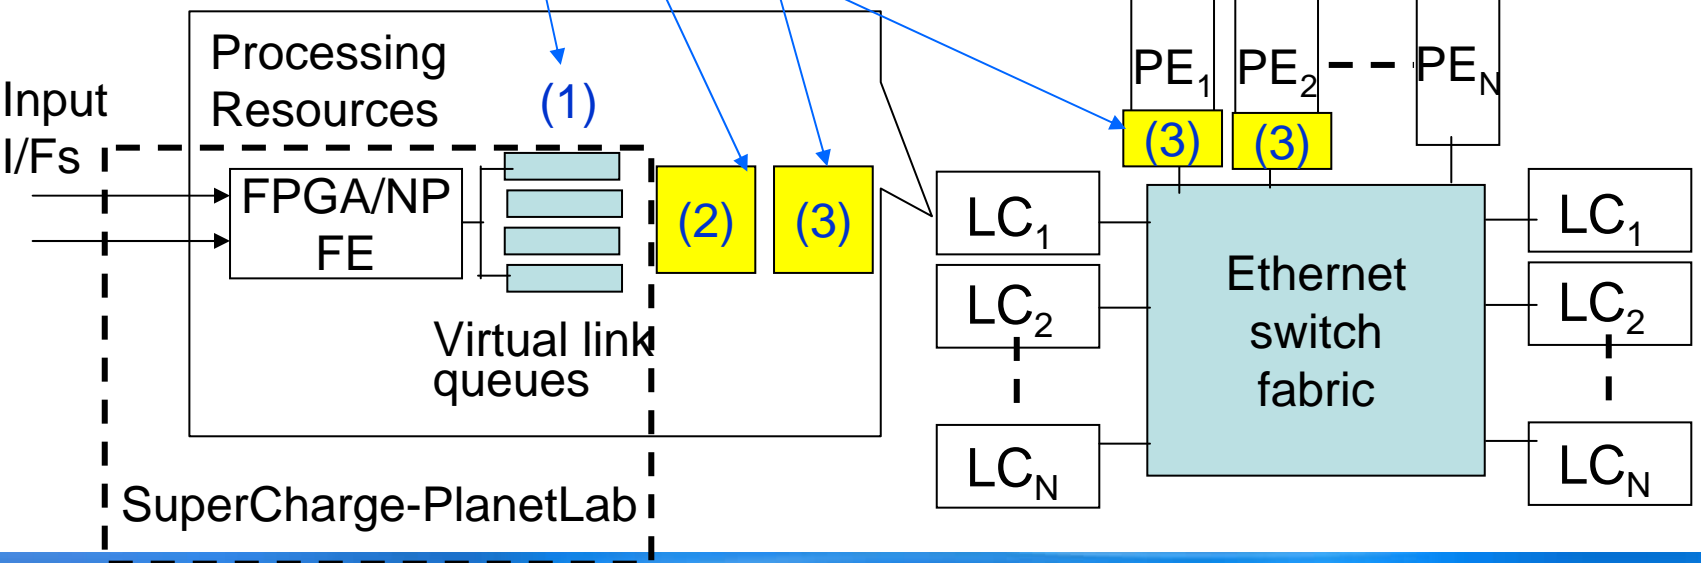 Processing
Resources
(1)
Input
I/Fs
FPGA/NP
FE
(2)
(3)
Virtual link
queues
SuperCharge-PlanetLab
PE1
PE2
PEN
(3)
(3)
LC1
LC2
LCN
Ethernet
switch
fabric
LC1
LC2
LCN